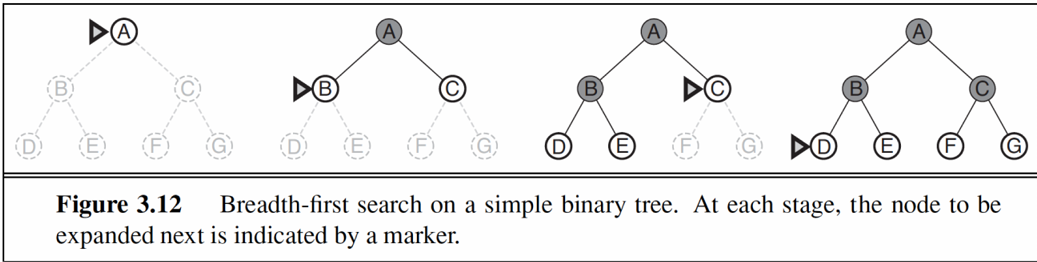 A A A A
B C B C B C B C
D E F G D E F G D E F G D E F G
Figure 3.12 Breadth-first search on a simple binary tree. At each stage, the node to be
expanded next is indicated by a marker.